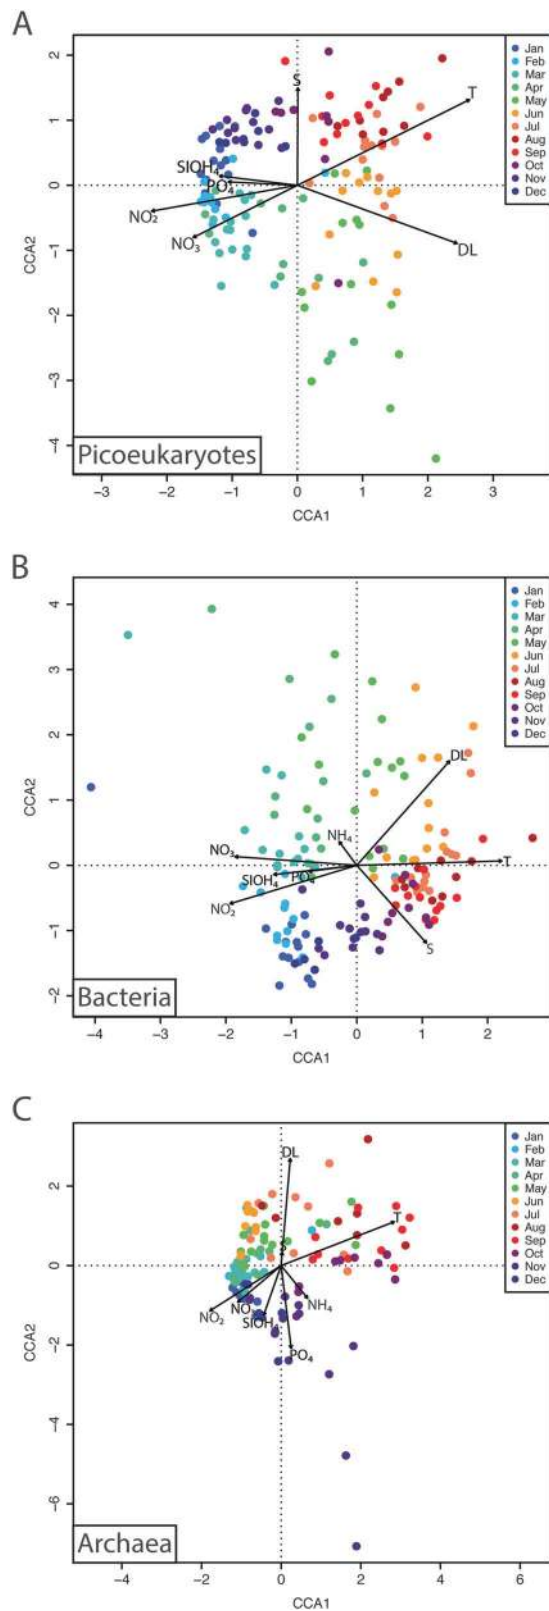 A
2
1
0
−1
−2
−3
−4
CCA2
S
T
SIOH₄
PO₄
NO₂
NO₃
DL
Jan
Feb
Mar
Apr
May
Jun
Jul
Aug
Sep
Oct
Nov
Dec
Picoeukaryotes
−3 −2 −1 0 1 2 3
CCA1
B
4
3
2
1
0
−1
−2
CCA2
DL
NH₄
NO₃
T
SIOH₄
PO₄
NO₂
S
Jan
Feb
Mar
Apr
May
Jun
Jul
Aug
Sep
Oct
Nov
Dec
Bacteria
−4 −3 −2 −1 0 1 2
CCA1
C
2
0
−2
−4
−6
CCA2
DL
T
S
NO₂
NO₃
NH₄
SIOH₄
PO₄
Jan
Feb
Mar
Apr
May
Jun
Jul
Aug
Sep
Oct
Nov
Dec
Archaea
−4 −2 0 2 4 6
CCA1